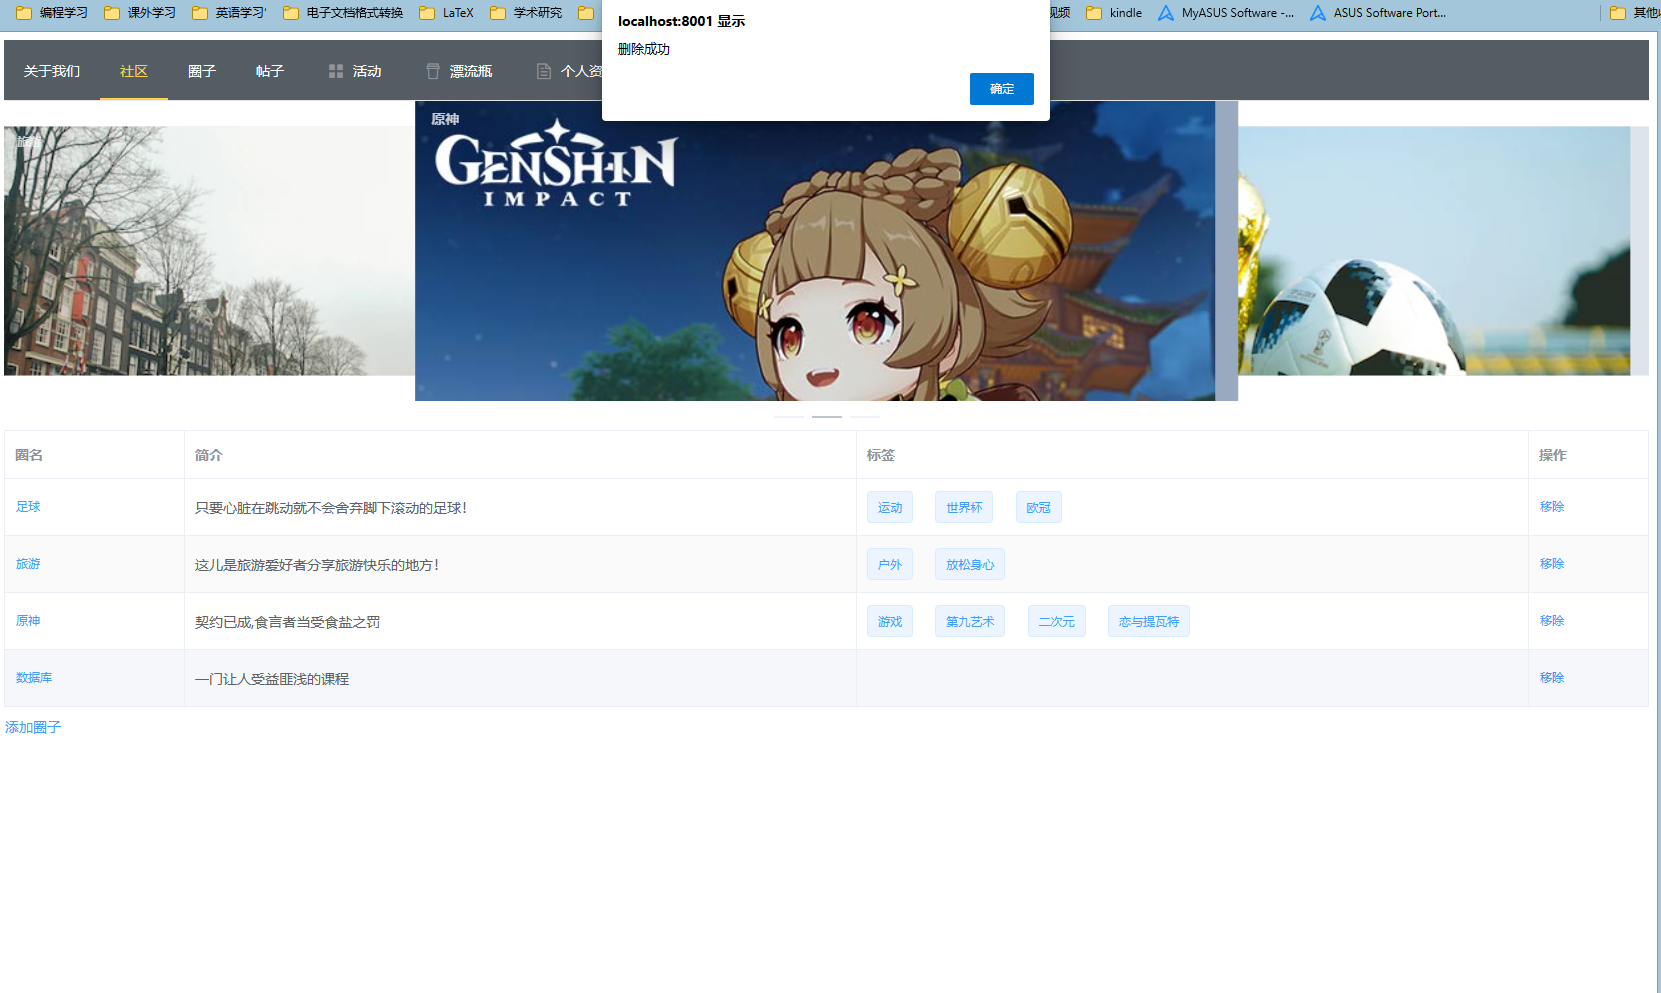 编程学习 课外学习 英语学习' 电子文档格式转换 LaTeX 学术研究 视频 kindle MyASUS Software -... ASUS Software Port... 其他
localhost:8001 显示
删除成功
确定
关于我们 社区 圈子 帖子 活动 漂流瓶 个人资
旅游
原神
GENSHIN
IMPACT
圈名 简介 标签 操作
足球 只要心脏在跳动就不会舍弃脚下滚动的足球! 运动 世界杯 欧冠 移除
旅游 这儿是旅游爱好者分享旅游快乐的地方! 户外 放松身心 移除
原神 契约已成,食言者当受食盐之罚 游戏 第九艺术 二次元 恋与提瓦特 移除
数据库 一门让人受益匪浅的课程 移除
添加圈子